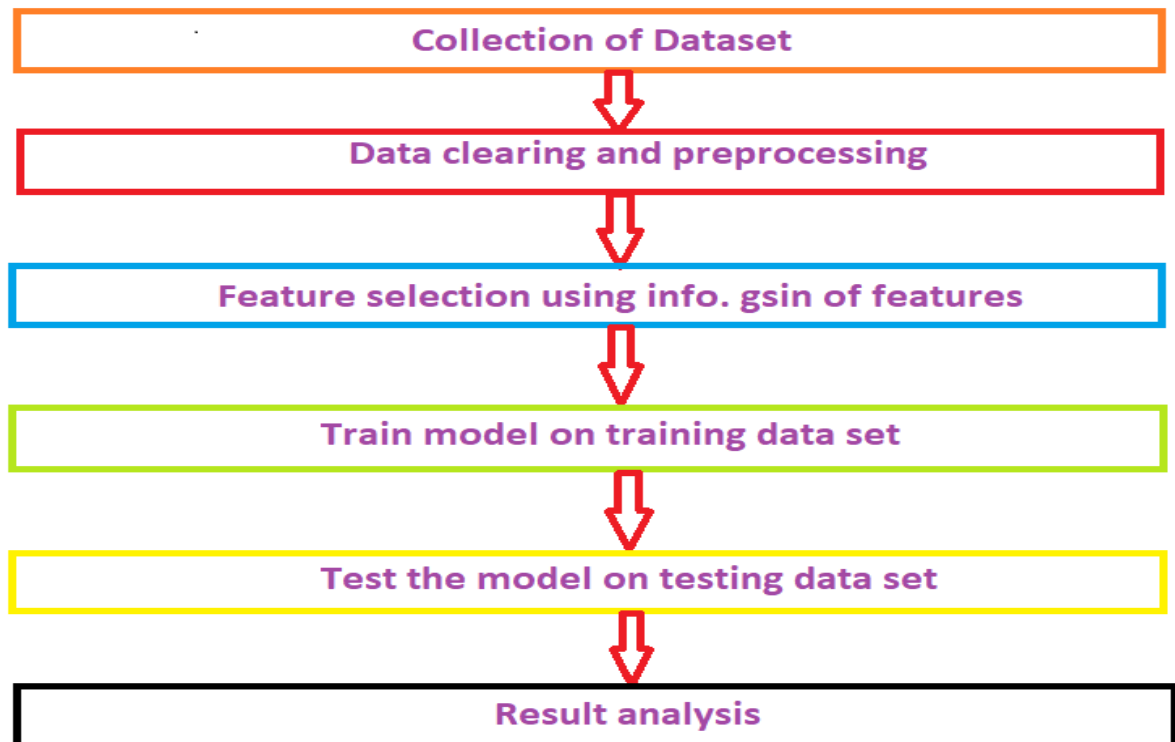 Collection of Dataset
Data clearing and preprocessing
Feature selection using info. gsin of features
Train model on training data set
Test the model on testing data set
Result analysis